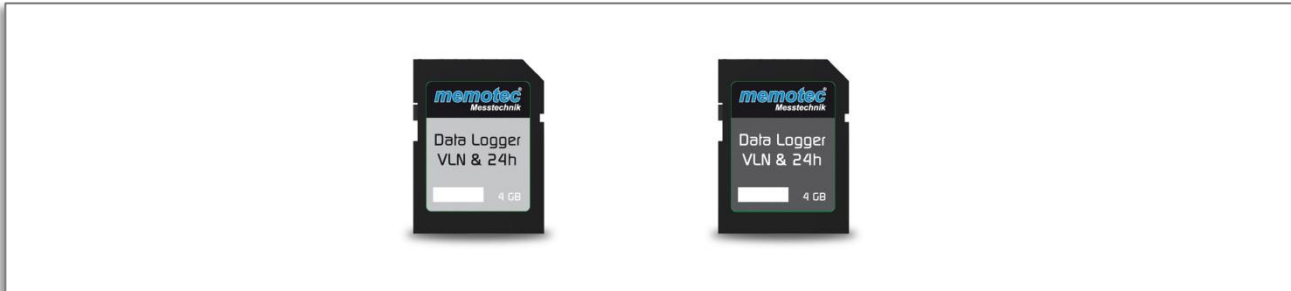 memotec®
Messtechnik
Data Logger
VLN & 24h
4 GB
memotec®
Messtechnik
Data Logger
VLN & 24h
4 GB